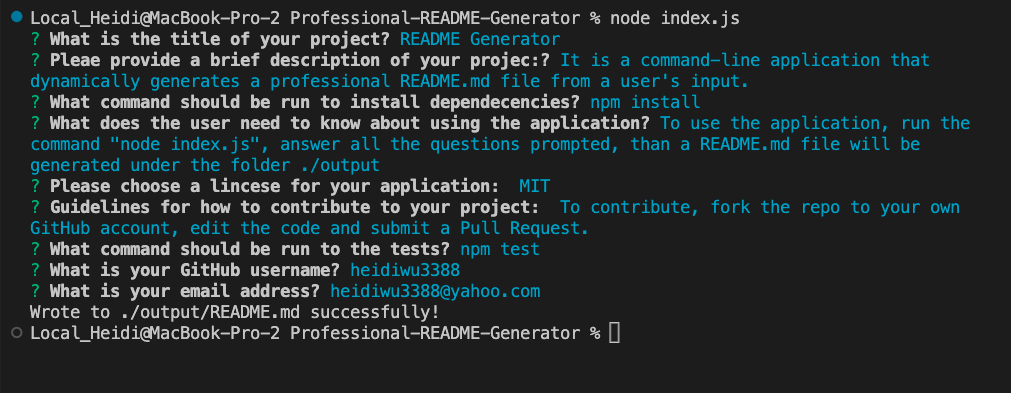 Local_Heidi@MacBook-Pro-2 Professional-README-Generator % node index.js
? What is the title of your project? README Generator
? Pleae provide a brief description of your projec:? It is a command-line application that
dynamically generates a professional README.md file from a user's input.
? What command should be run to install dependecencies? npm install
? What does the user need to know about using the application? To use the application, run the
command "node index.js", answer all the questions prompted, than a README.md file will be
generated under the folder ./output
? Please choose a lincese for your application:  MIT
? Guidelines for how to contribute to your project:  To contribute, fork the repo to your own
GitHub account, edit the code and submit a Pull Request.
? What command should be run to the tests? npm test
? What is your GitHub username? heidiwu3388
? What is your email address? heidiwu3388@yahoo.com
Wrote to ./output/README.md successfully!
Local_Heidi@MacBook-Pro-2 Professional-README-Generator %